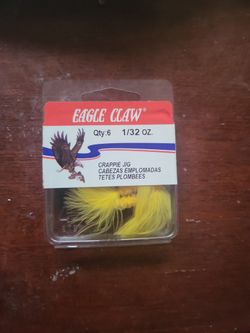 EAGLE CLAW®
Qty:6 1/32 OZ.
CRAPPIE JIG
CABEZAS EMPLOMADAS
TETES PLOMBEES